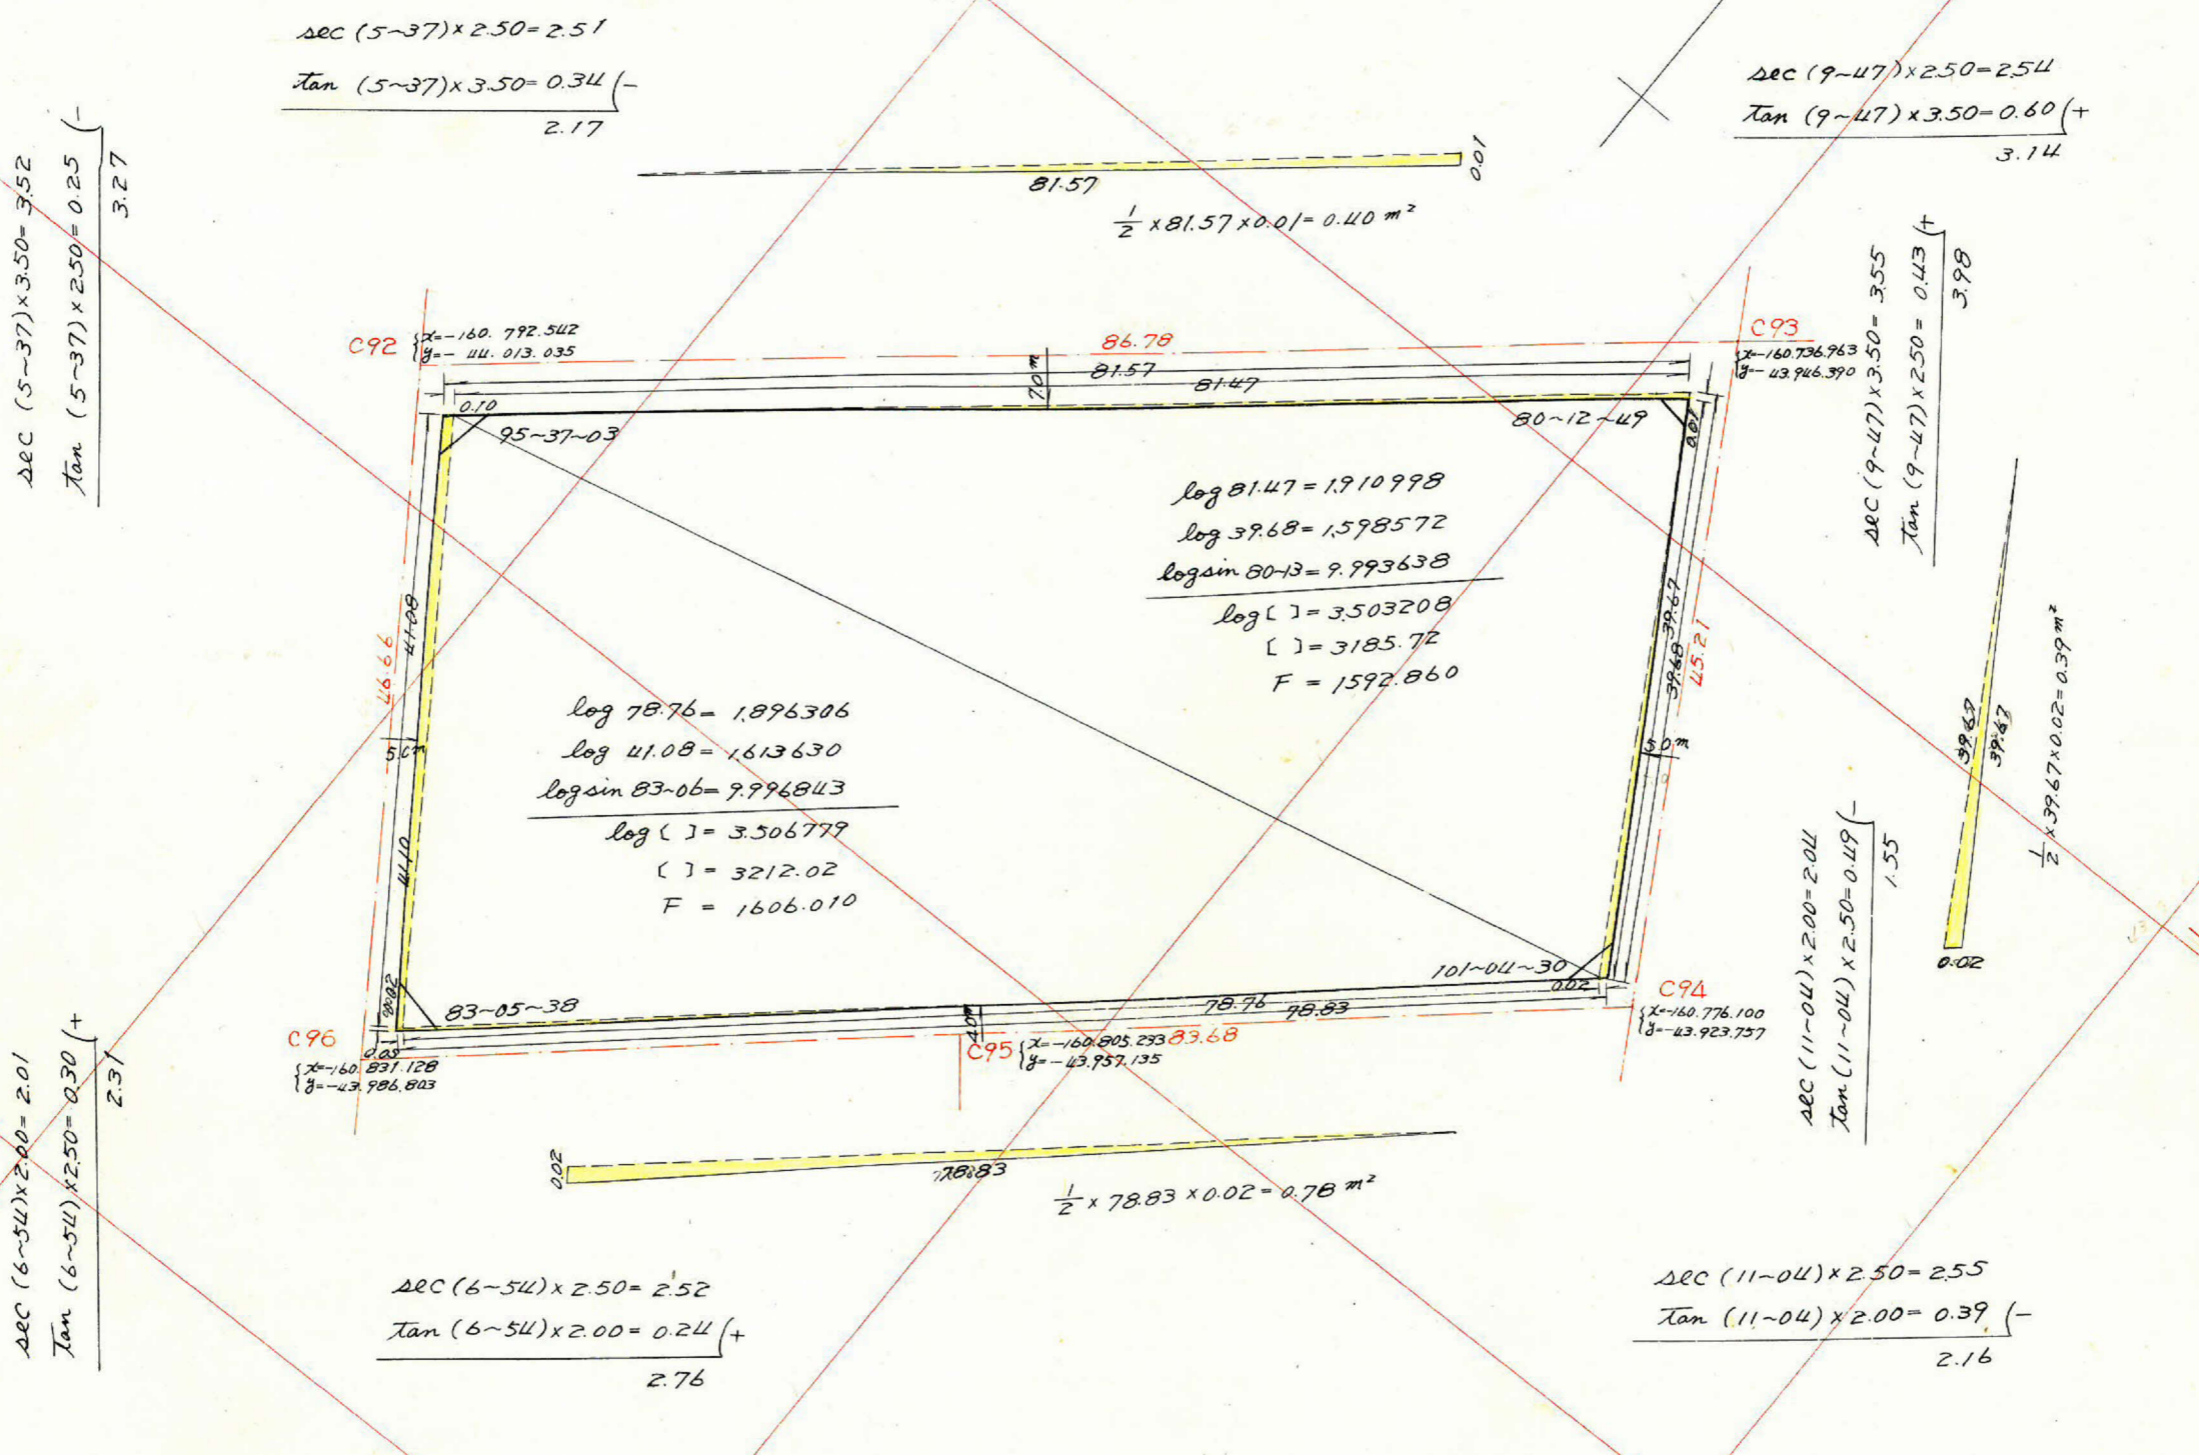 sec (5~37)×2.50=2.51
tan (5~37)×3.50=0.34 (-
2.17
sec (9~47)×2.50=2.54
tan (9~47)×3.50=0.60 (+
3.14
sec (5~37)×3.50=3.52
tan (5~37)×2.50=0.25 (-
3.27
81.57
0.01
1/2 ×81.57×0.01=0.40 m²
sec (9~47)×3.50=3.55
tan (9~47)×2.50=0.43 (+
3.98
C92
x=-160.792.542
y=-44.013.035
86.78
C93
x=-160.736.963
y=-43.946.390
7.0m
81.57
81.47
0.10
95~37~03
80~12~49
0.01
log 81.47=1.910998
log 39.68=1.598572
logsin 80~13=9.993638
log[ ]=3.503208
[ ]=3185.72
F=1592.860
46.66
41.08
5.0m
41.10
39.67
39.68
45.21
5.0m
log 78.76=1.896306
log 41.08=1.613630
logsin 83~06=9.996843
log[ ]=3.506779
[ ]=3212.02
F=1606.010
39.67
39.67
0.02
1/2 ×39.67×0.02=0.39m²
sec (11~04)×2.00=2.04
tan (11~04)×2.50=0.49 (-
1.55
0.02
83~05~38
101~04~30
0.02
78.76
78.83
4.0m
C96
x=-160.831.128
y=-43.986.803
0.05
C95
x=-160.805.233
y=-43.957.135
83.68
C94
x=-160.776.100
y=-43.923.757
sec (6~54)×2.00=2.01
tan (6~54)×2.50=0.30 (+
2.31
0.02
78.83
1/2 ×78.83×0.02=0.78 m²
sec (6~54)×2.50=2.52
tan (6~54)×2.00=0.24 (+
2.76
sec (11~04)×2.50=2.55
tan (11~04)×2.00=0.39 (-
2.16